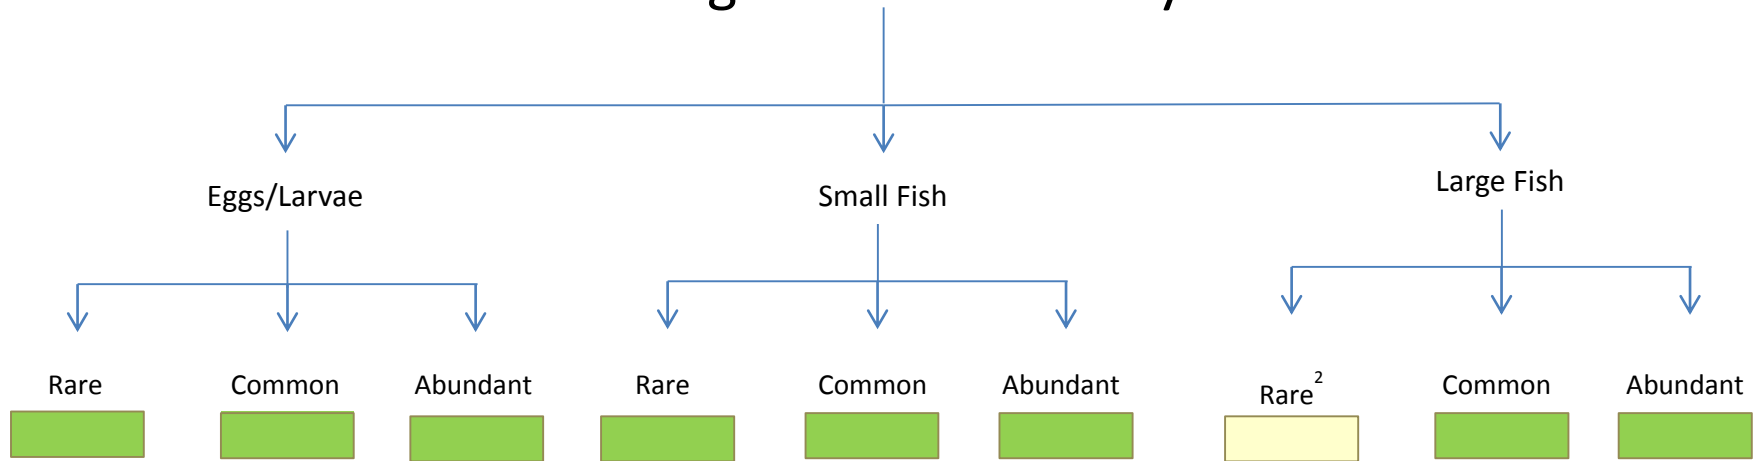 Eggs/Larvae
Small Fish
Large Fish
Rare
Common
Abundant
Rare
Common
Abundant
Rare²
Common
Abundant